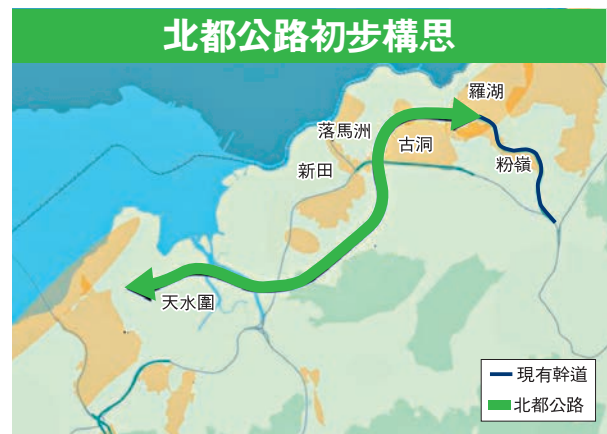 北都公路初步構思
羅湖
落馬洲
古洞
粉嶺
新田
天水圍
現有幹道
北都公路